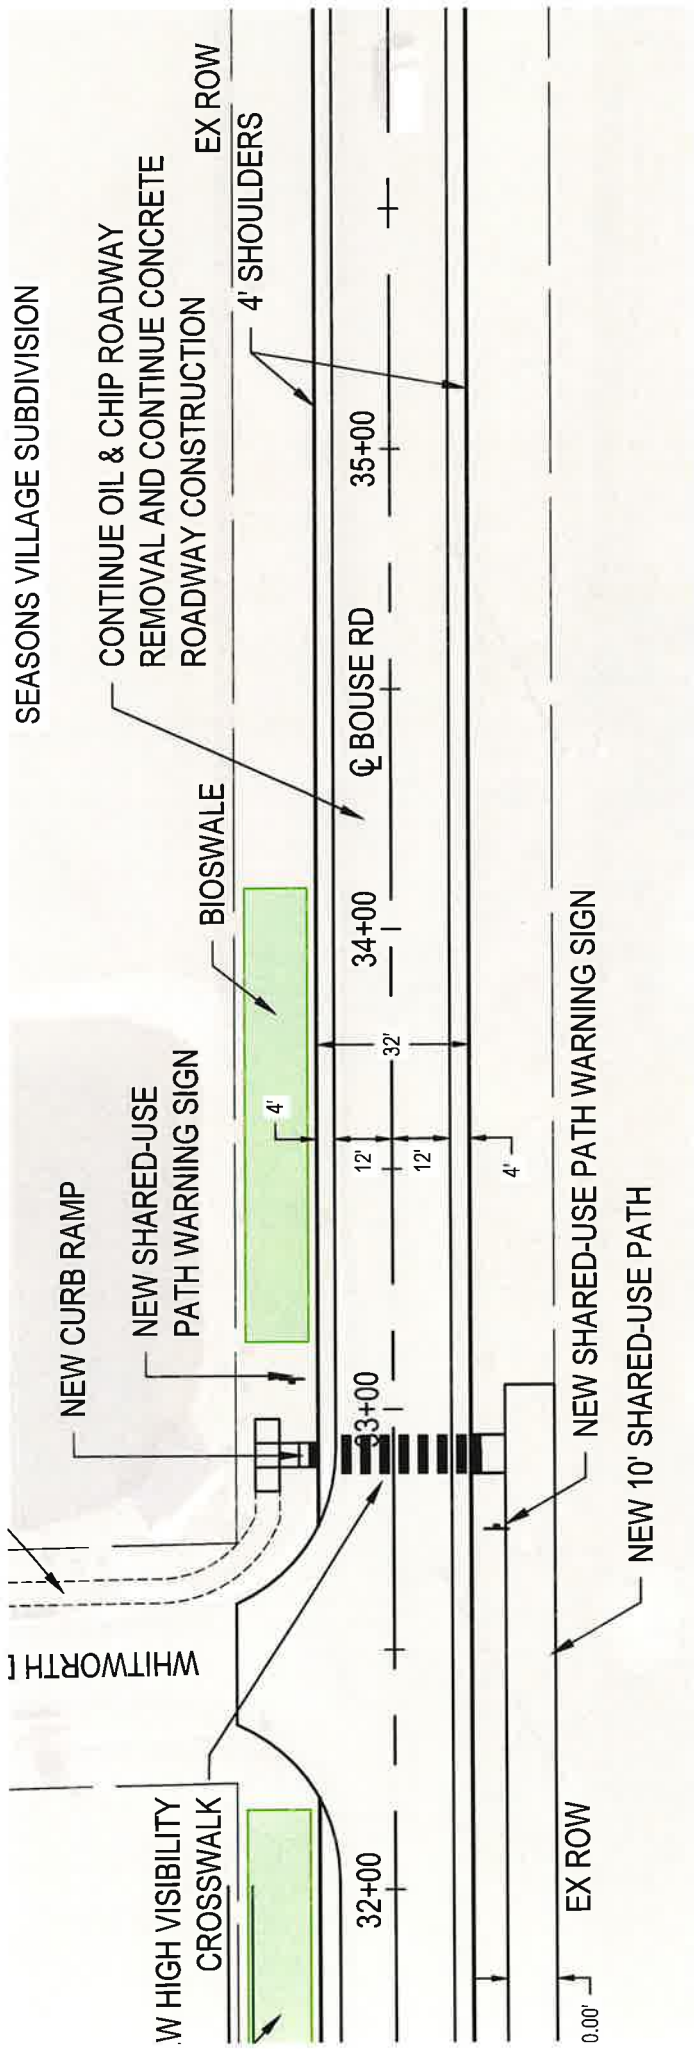 SEASONS VILLAGE SUBDIVISION
CONTINUE OIL & CHIP ROADWAY
REMOVAL AND CONTINUE CONCRETE
ROADWAY CONSTRUCTION
EX ROW
4' SHOULDERS
BIOSWALE
NEW CURB RAMP
NEW SHARED-USE
PATH WARNING SIGN
WHITWORTH
HIGH VISIBILITY
CROSSWALK
32+00
33+00
34+00
℄ BOUSE RD
35+00
4'
12'
12'
4'
32'
NEW SHARED-USE PATH WARNING SIGN
NEW 10' SHARED-USE PATH
EX ROW
0.00'